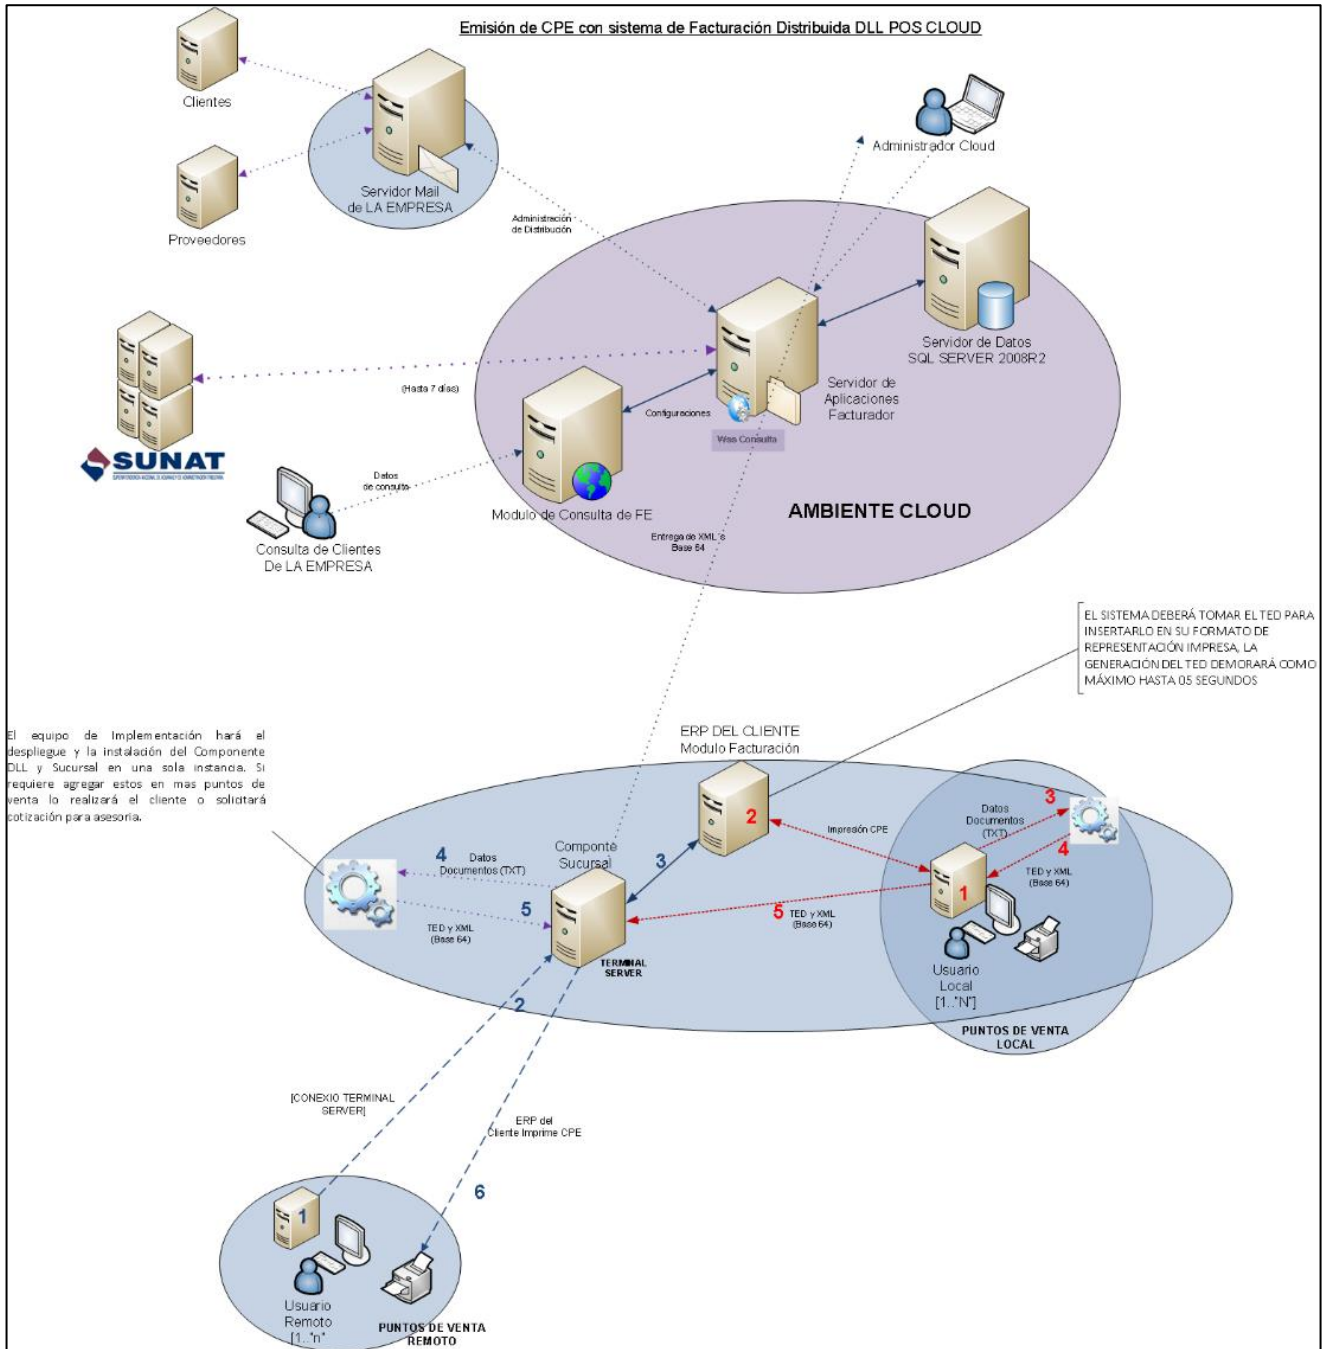 Emisión de CPE con sistema de Facturación Distribuida DLL POS CLOUD
Clientes
Proveedores
Servidor Mail
de LA EMPRESA
Administración
de Distribución
Administrador Cloud
Servidor de Datos
SQL SERVER 2008R2
Servidor de
Aplicaciones
Facturador
Configuraciones
Wss Consulta
(Hasta 7 días)
SUNAT
Datos
de consulta
Modulo de Consulta de FE
AMBIENTE CLOUD
Consulta de Clientes
De LA EMPRESA
Entrega de XML´s
Base 64
EL SISTEMA DEBERÁ TOMAR EL TED PARA
INSERTARLO EN SU FORMATO DE
REPRESENTACIÓN IMPRESA, LA
GENERACIÓN DEL TED DEMORARÁ COMO
MÁXIMO HASTA 05 SEGUNDOS
El equipo de Implementación hará el
despliegue y la instalación del Componente
DLL y Sucursal en una sola instancia. Si
requiere agregar estos en mas puntos de
venta lo realizará el cliente o solicitará
cotización para asesoria.
ERP DEL CLIENTE
Modulo Facturación
2
Impresión CPE
Datos
Documentos
(TXT)
3
4
TED y XML
(Base 64)
1
Usuario
Local
[1.."N"]
PUNTOS DE VENTA
LOCAL
Componte
Sucursal
3
4
Datos
Documentos (TXT)
5
TED y XML
(Base 64)
5
TED y XML
(Base 64)
TERMINAL
SERVER
2
[CONEXIO TERMINAL
SERVER]
ERP del
Cliente Imprime CPE
6
1
Usuario
Remoto
[1.."n"
PUNTOS DE VENTA
REMOTO